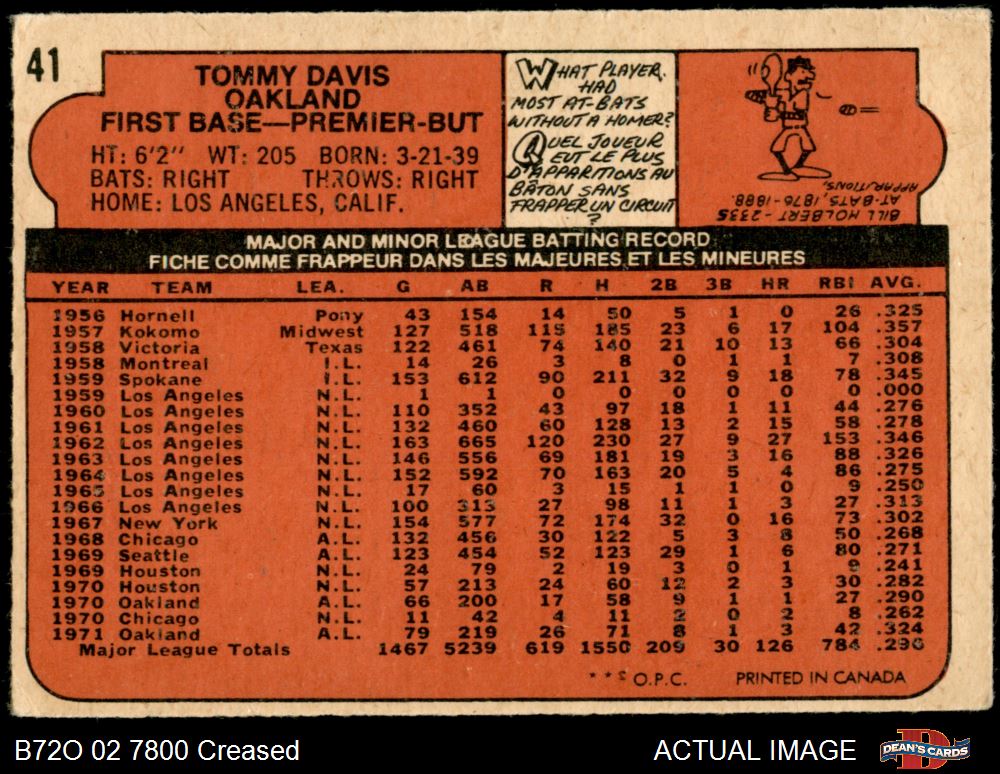 41
TOMMY DAVIS
OAKLAND
FIRST BASE—PREMIER-BUT
HT: 6'2" WT: 205 BORN: 3-21-39
BATS: RIGHT THROWS: RIGHT
HOME: LOS ANGELES, CALIF.
WHAT PLAYER
HAD
MOST AT-BATS
WITHOUT A HOMER?
QUEL JOUEUR
EUT LE PLUS
D'APPARITIONS AU
BÂTON SANS
FRAPPER UN CIRCUIT
?
BILL HOLBERT - 2335
AT-BATS, 1876-1888.
APPARITIONS,
MAJOR AND MINOR LEAGUE BATTING RECORD
FICHE COMME FRAPPEUR DANS LES MAJEURES ET LES MINEURES
YEAR TEAM LEA. G AB R H 2B 3B HR RBI AVG.
1956 Hornell Pony 43 154 14 50 5 1 0 26 .325
1957 Kokomo Midwest 127 518 115 185 23 6 17 104 .357
1958 Victoria Texas 122 461 74 140 21 10 13 66 .304
1958 Montreal I.L. 14 26 3 8 0 1 1 7 .308
1959 Spokane P.C. 153 612 90 211 32 9 18 78 .345
1959 Los Angeles N.L. 1 1 0 0 0 0 0 0 .000
1960 Los Angeles N.L. 110 352 43 97 18 1 11 44 .276
1961 Los Angeles N.L. 132 460 60 128 13 2 15 58 .278
1962 Los Angeles N.L. 163 665 120 230 27 9 27 153 .346
1963 Los Angeles N.L. 146 556 69 181 19 3 16 88 .326
1964 Los Angeles N.L. 152 592 70 163 20 5 4 86 .275
1965 Los Angeles N.L. 17 60 3 15 1 1 0 9 .250
1966 Los Angeles N.L. 100 313 27 98 11 1 3 27 .313
1967 New York N.L. 154 577 72 174 32 0 16 73 .302
1968 Chicago A.L. 132 456 30 122 5 3 8 50 .268
1969 Seattle A.L. 123 454 52 123 29 1 6 80 .271
1969 Houston N.L. 24 79 2 19 3 0 1 9 .241
1970 Houston N.L. 57 213 24 60 12 2 3 30 .282
1970 Oakland A.L. 66 200 17 58 9 1 1 27 .290
1970 Chicago N.L. 11 42 4 11 2 0 2 8 .262
1971 Oakland A.L. 79 219 26 71 8 1 3 42 .324
Major League Totals 1467 5239 619 1550 209 30 126 784 .296
O.P.C. PRINTED IN CANADA
B72O 02 7800 Creased
ACTUAL IMAGE
DEAN'S CARDS